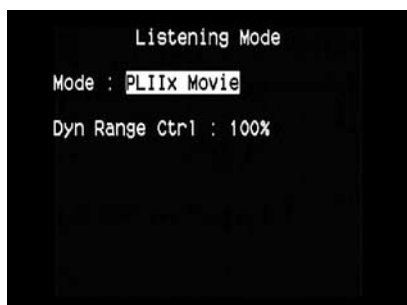 Listening Mode
Mode : PLIIx Movie
Dyn Range Ctrl : 100%